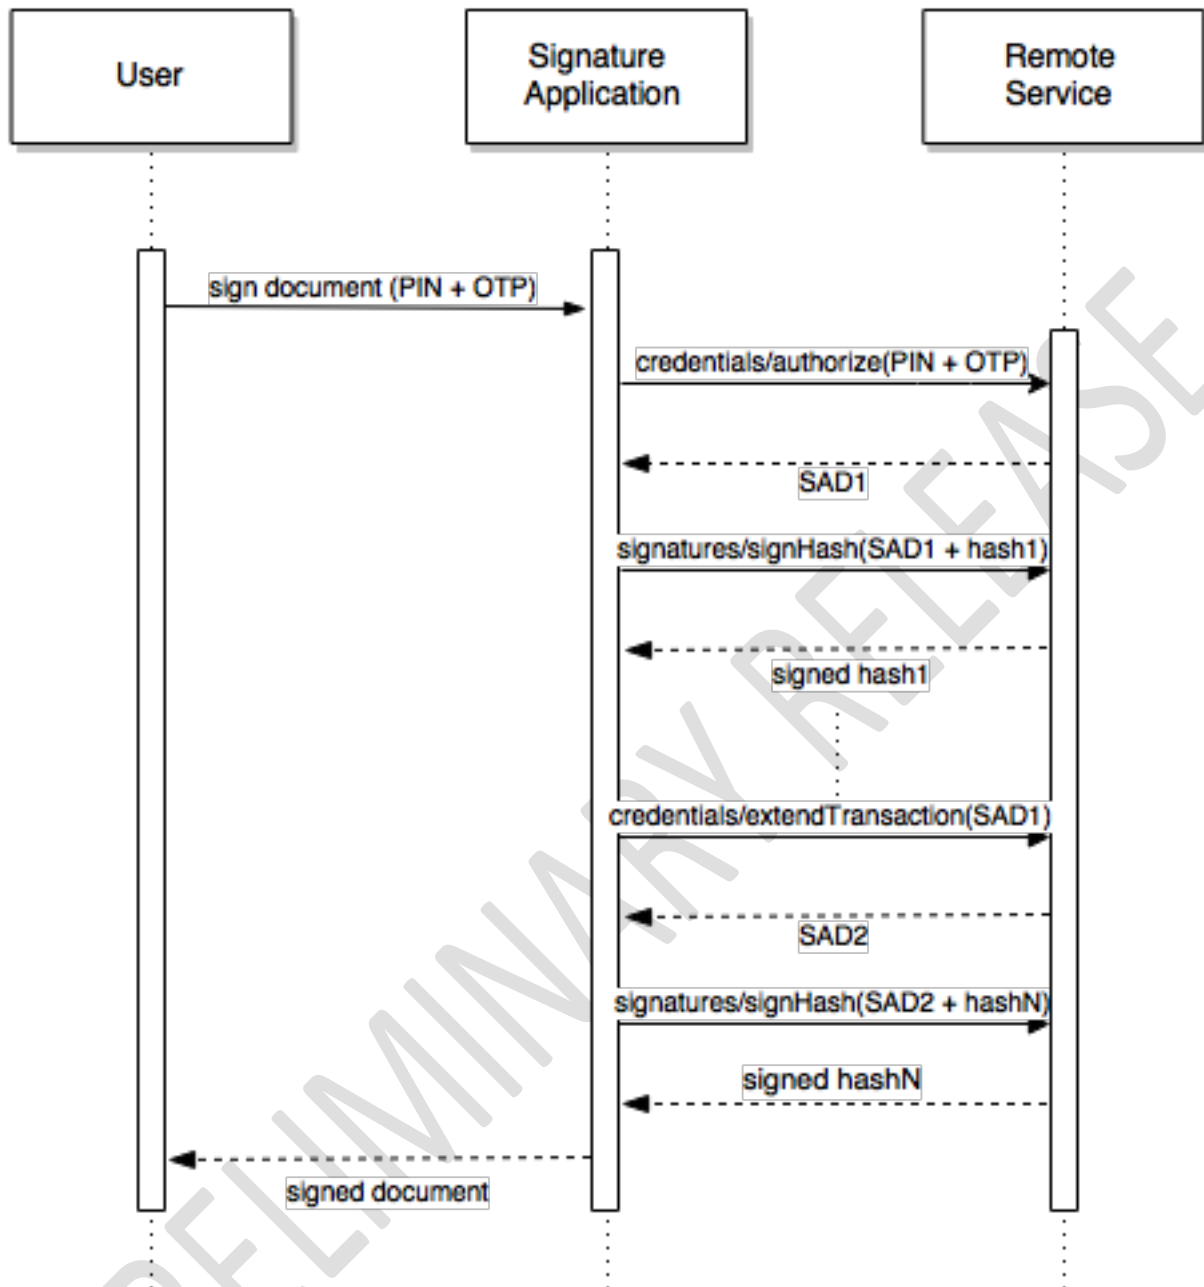 User
Signature
Application
Remote
Service
sign document (PIN + OTP)
credentials/authorize(PIN + OTP)
SAD1
signatures/signHash(SAD1 + hash1)
signed hash1
credentials/extendTransaction(SAD1)
SAD2
signatures/signHash(SAD2 + hashN)
signed hashN
signed document
RELIMINARY RELEASE